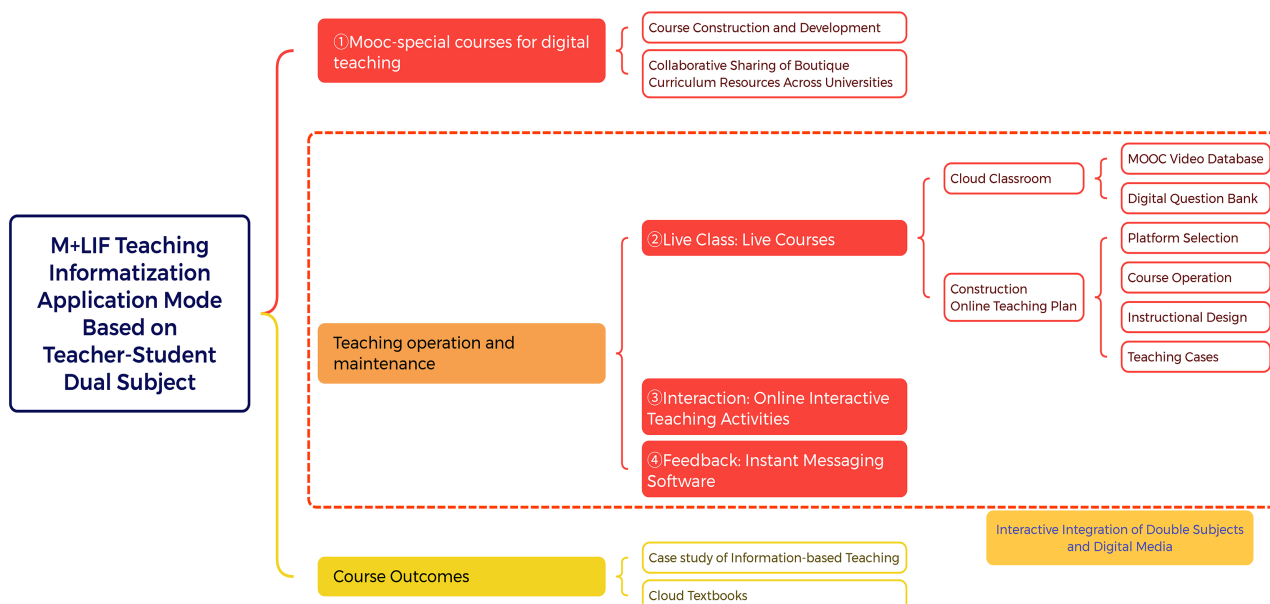 M+LIF Teaching
Informatization
Application Mode
Based on
Teacher-Student
Dual Subject
①Mooc-special courses for digital
teaching
Course Construction and Development
Collaborative Sharing of Boutique
Curriculum Resources Across Universities
Teaching operation and
maintenance
②Live Class: Live Courses
Cloud Classroom
MOOC Video Database
Digital Question Bank
Construction
Online Teaching Plan
Platform Selection
Course Operation
Instructional Design
Teaching Cases
③Interaction: Online Interactive
Teaching Activities
④Feedback: Instant Messaging
Software
Interactive Integration of Double Subjects
and Digital Media
Course Outcomes
Case study of Information-based Teaching
Cloud Textbooks